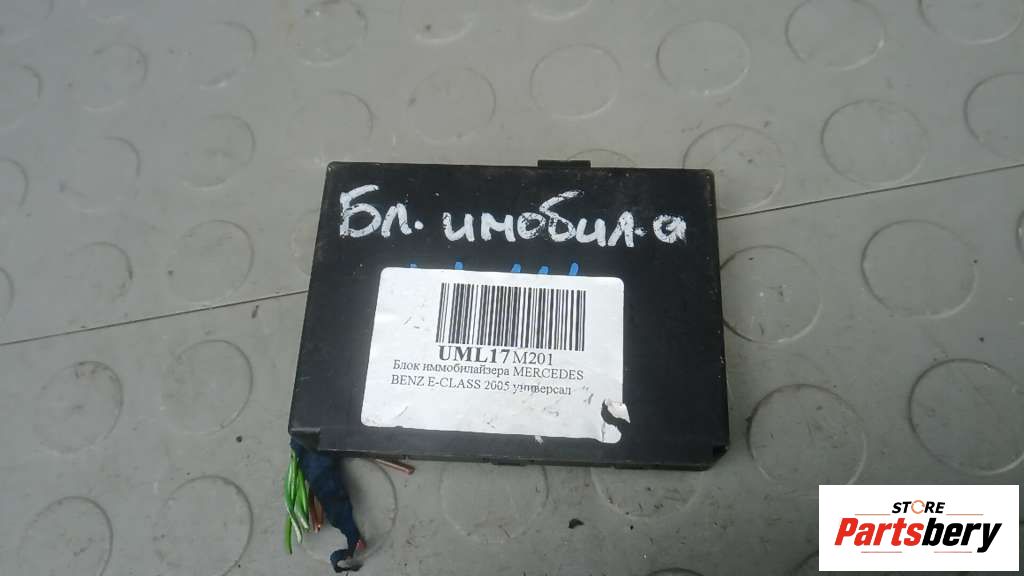 Бл. имобил.а
UML17M201
Блок иммобилайзера MERCEDES
BENZ E-CLASS 2005 универсал
STORE
Partsbery